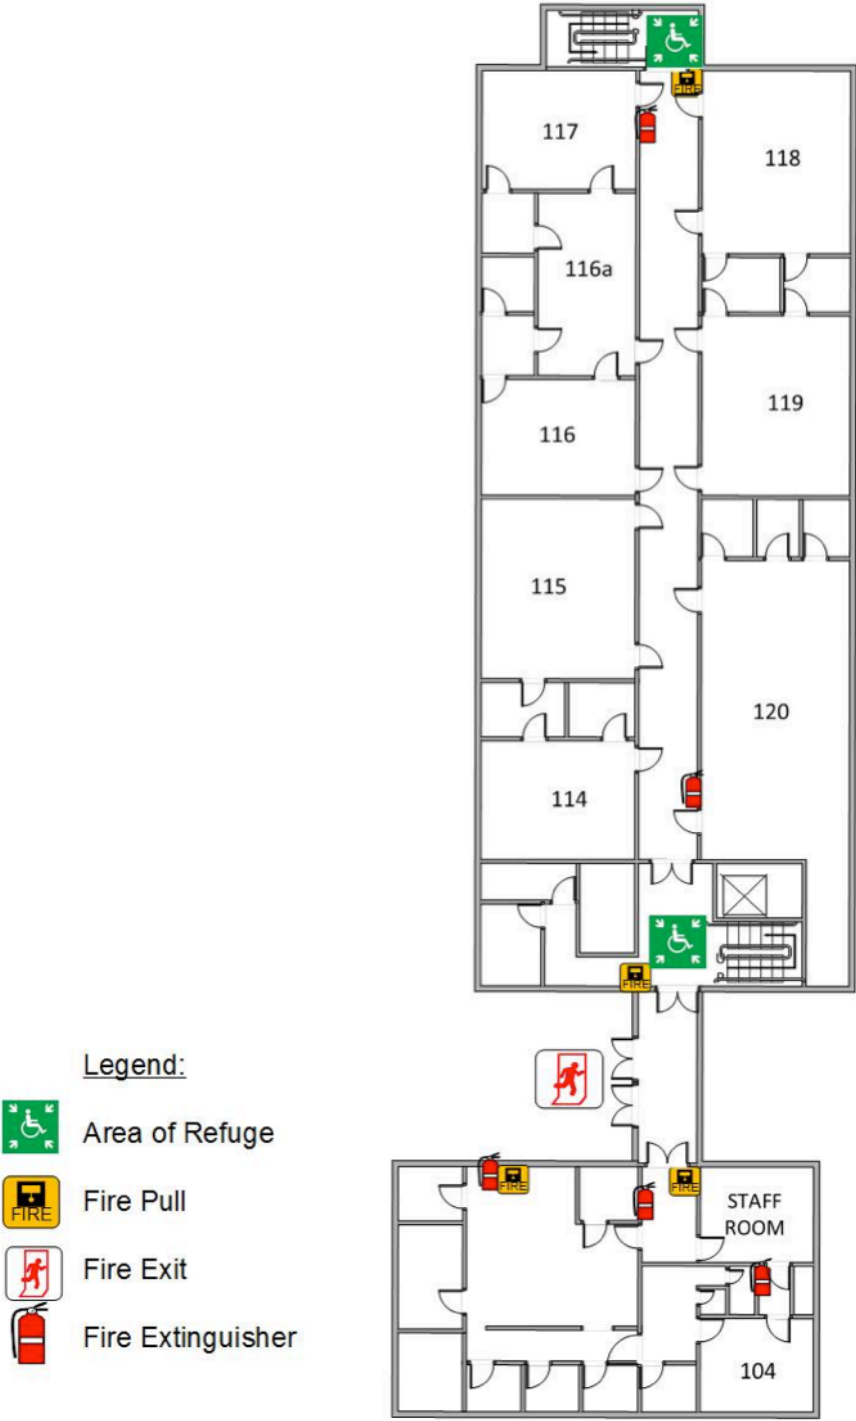 FIRE
117
118
116a
119
116
115
120
114
FIRE
Legend:
Area of Refuge
FIRE
FIRE
STAFF
ROOM
FIRE
Fire Pull
Fire Exit
Fire Extinguisher
104